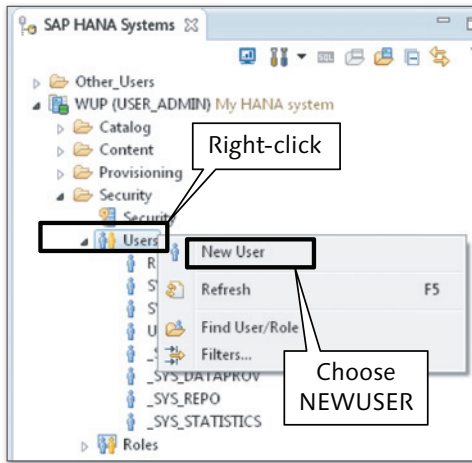 SAP HANA Systems
Other_Users
WUP (USER_ADMIN) My HANA system
Catalog
Content
Right-click
Provisioning
Security
Security
Users
New User
R
S
Refresh F5
S
U
Find User/Role
_S
Filters...
_SYS_DATAPROV
Choose
NEWUSER
_SYS_REPO
_SYS_STATISTICS
Roles